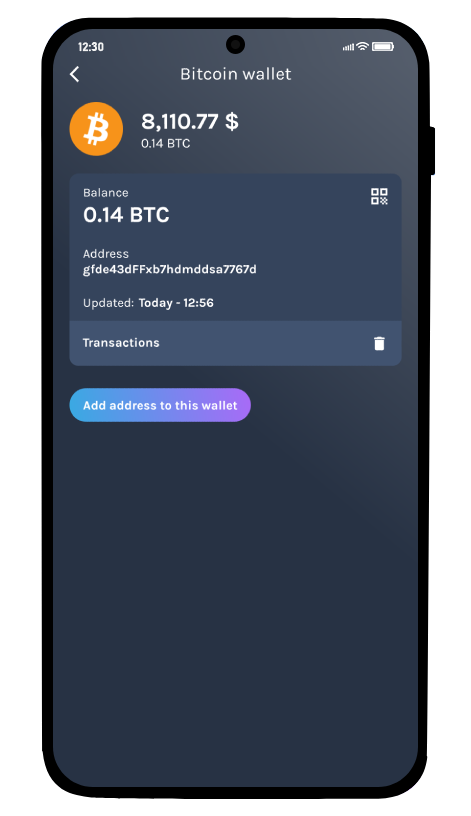 12:30
Bitcoin wallet
8,110.77 $
0.14 BTC
Balance
0.14 BTC
Address
gfde43dFFxb7hdmddsa7767d
Updated: Today - 12:56
Transactions
Add address to this wallet